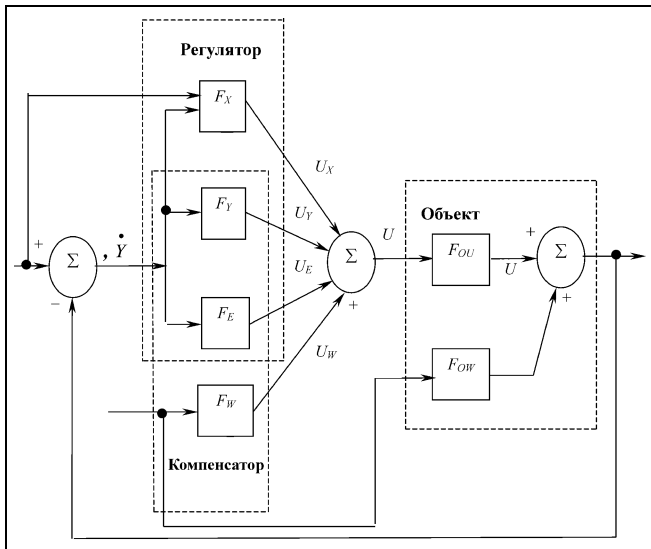 Регулятор
F_X
U_X
F_Y
U_Y
Объект
+
Σ
, Ẏ
−
U_E
Σ
U
F_OU
U
+
Σ
+
F_E
+
U_W
F_OW
F_W
Компенсатор